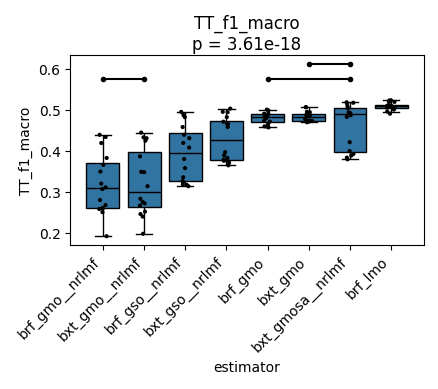 TT_f1_macro
p = 3.61e-18
TT_f1_macro
0.6
0.5
0.4
0.3
0.2
brf_gmo__nrlmf
bxt_gmo__nrlmf
brf_gso__nrlmf
bxt_gso__nrlmf
brf_gmo
bxt_gmo
bxt_gmosa__nrlmf
brf_lmo
estimator